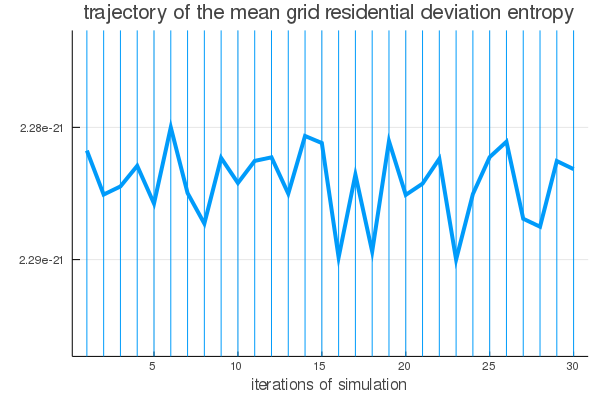 trajectory of the mean grid residential deviation entropy
2.28e-21
2.29e-21
5 10 15 20 25 30
iterations of simulation